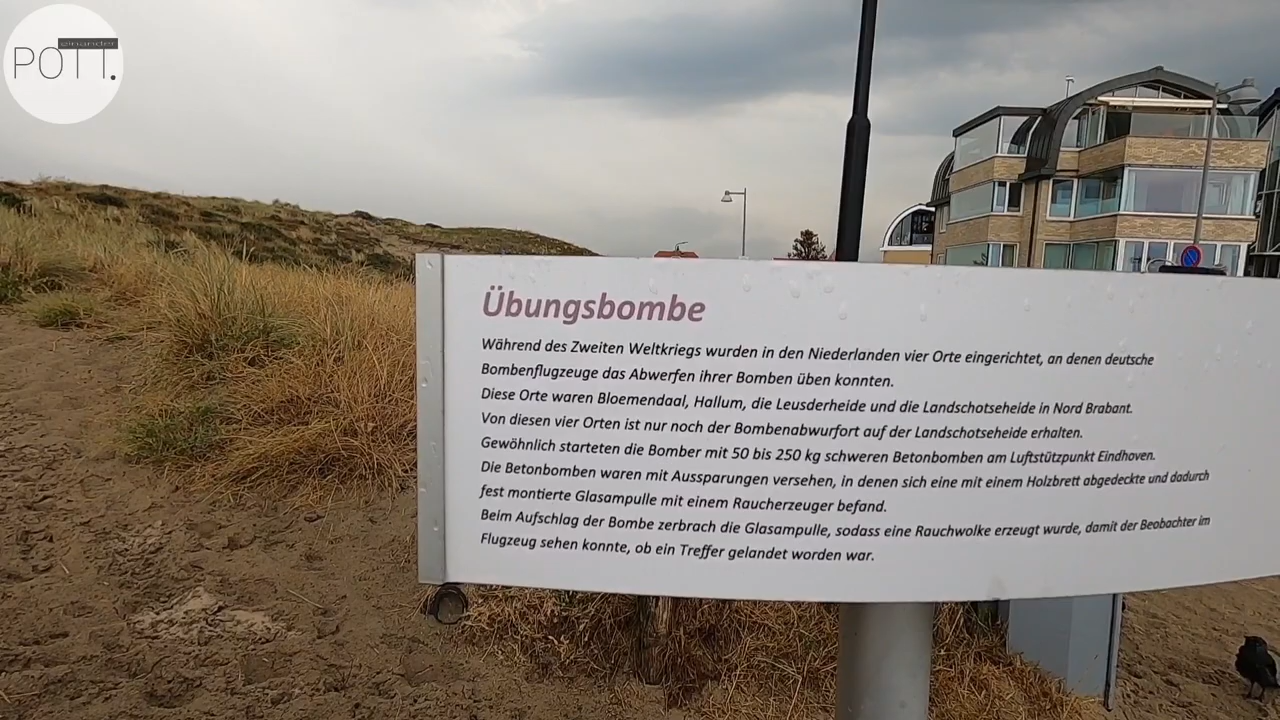 einander
POTT.
Übungsbombe
Während des Zweiten Weltkriegs wurden in den Niederlanden vier Orte eingerichtet, an denen deutsche
Bombenflugzeuge das Abwerfen ihrer Bomben üben konnten.
Diese Orte waren Bloemendaal, Hallum, die Leusderheide und die Landschotseheide in Nord Brabant.
Von diesen vier Orten ist nur noch der Bombenabwurfort auf der Landschotseheide erhalten.
Gewöhnlich starteten die Bomber mit 50 bis 250 kg schweren Betonbomben am Luftstützpunkt Eindhoven.
Die Betonbomben waren mit Aussparungen versehen, in denen sich eine mit einem Holzbrett abgedeckte und dadurch
fest montierte Glasampulle mit einem Raucherzeuger befand.
Beim Aufschlag der Bombe zerbrach die Glasampulle, sodass eine Rauchwolke erzeugt wurde, damit der Beobachter im
Flugzeug sehen konnte, ob ein Treffer gelandet worden war.